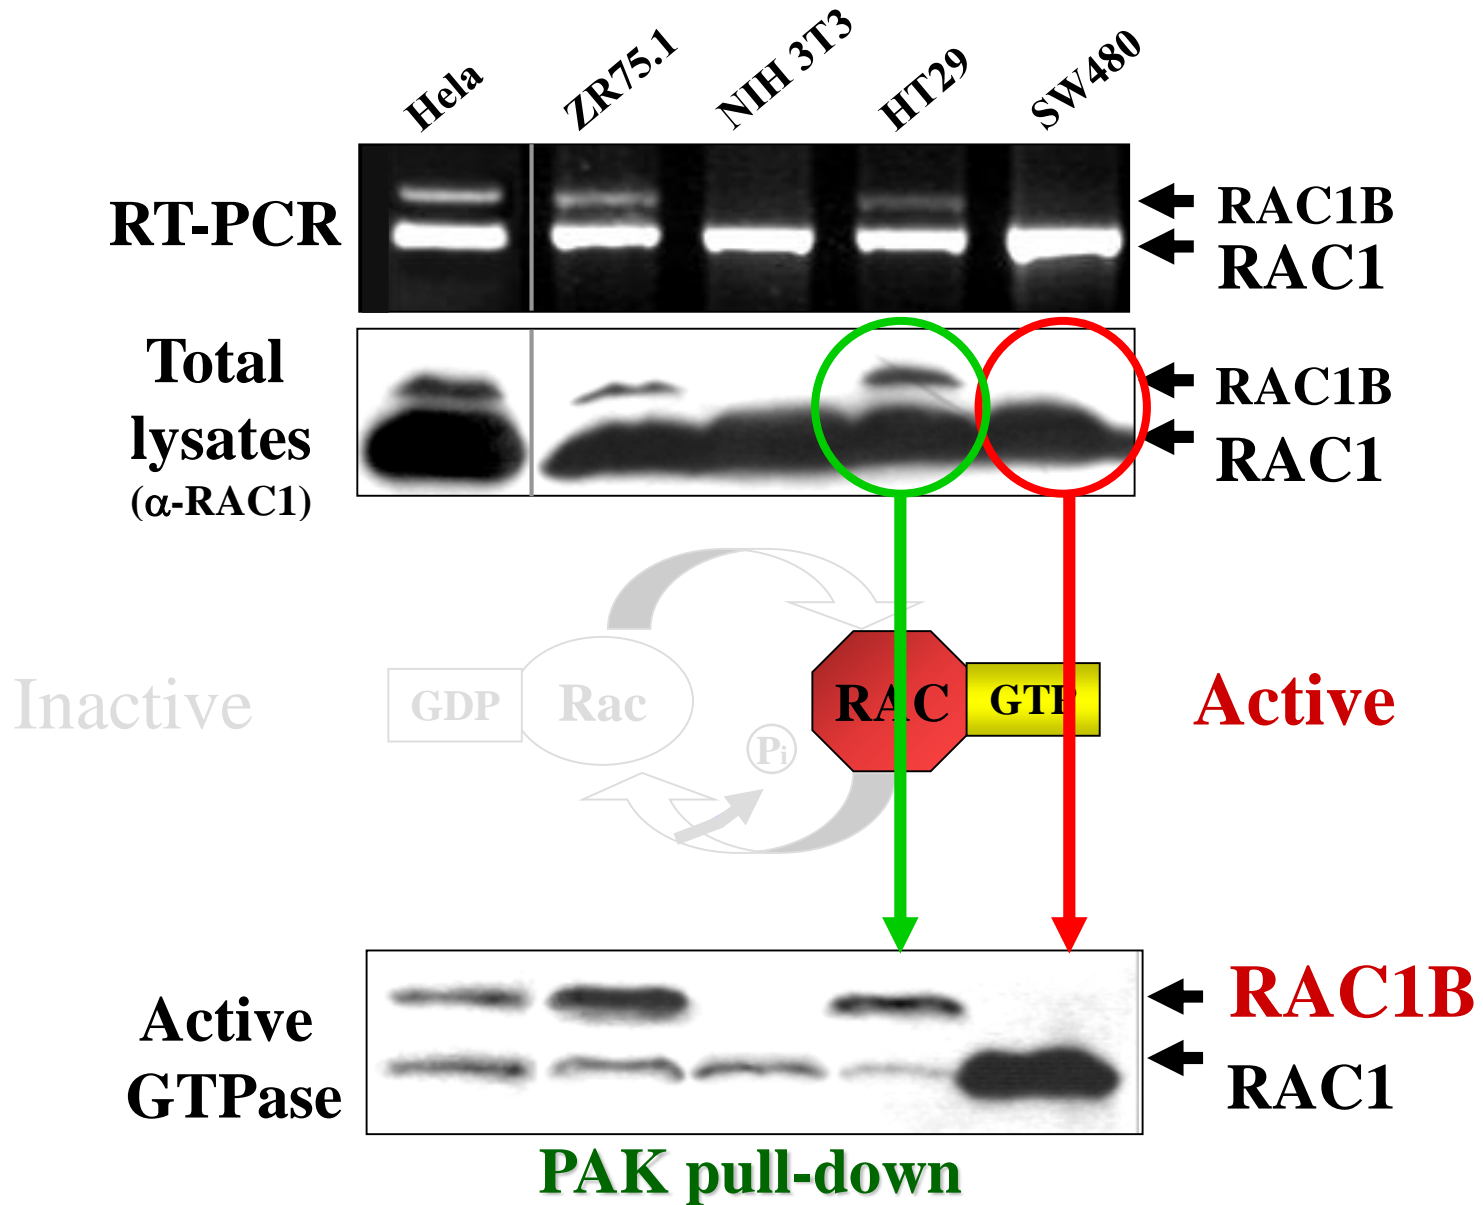 Hela ZR75.1 NIH 3T3 HT29 SW480
RT-PCR
RAC1B
RAC1
Total
lysates
(α-RAC1)
RAC1B
RAC1
Inactive
GDP
Rac
Pi
RAC
GTP
Active
Active
GTPase
RAC1B
RAC1
PAK pull-down